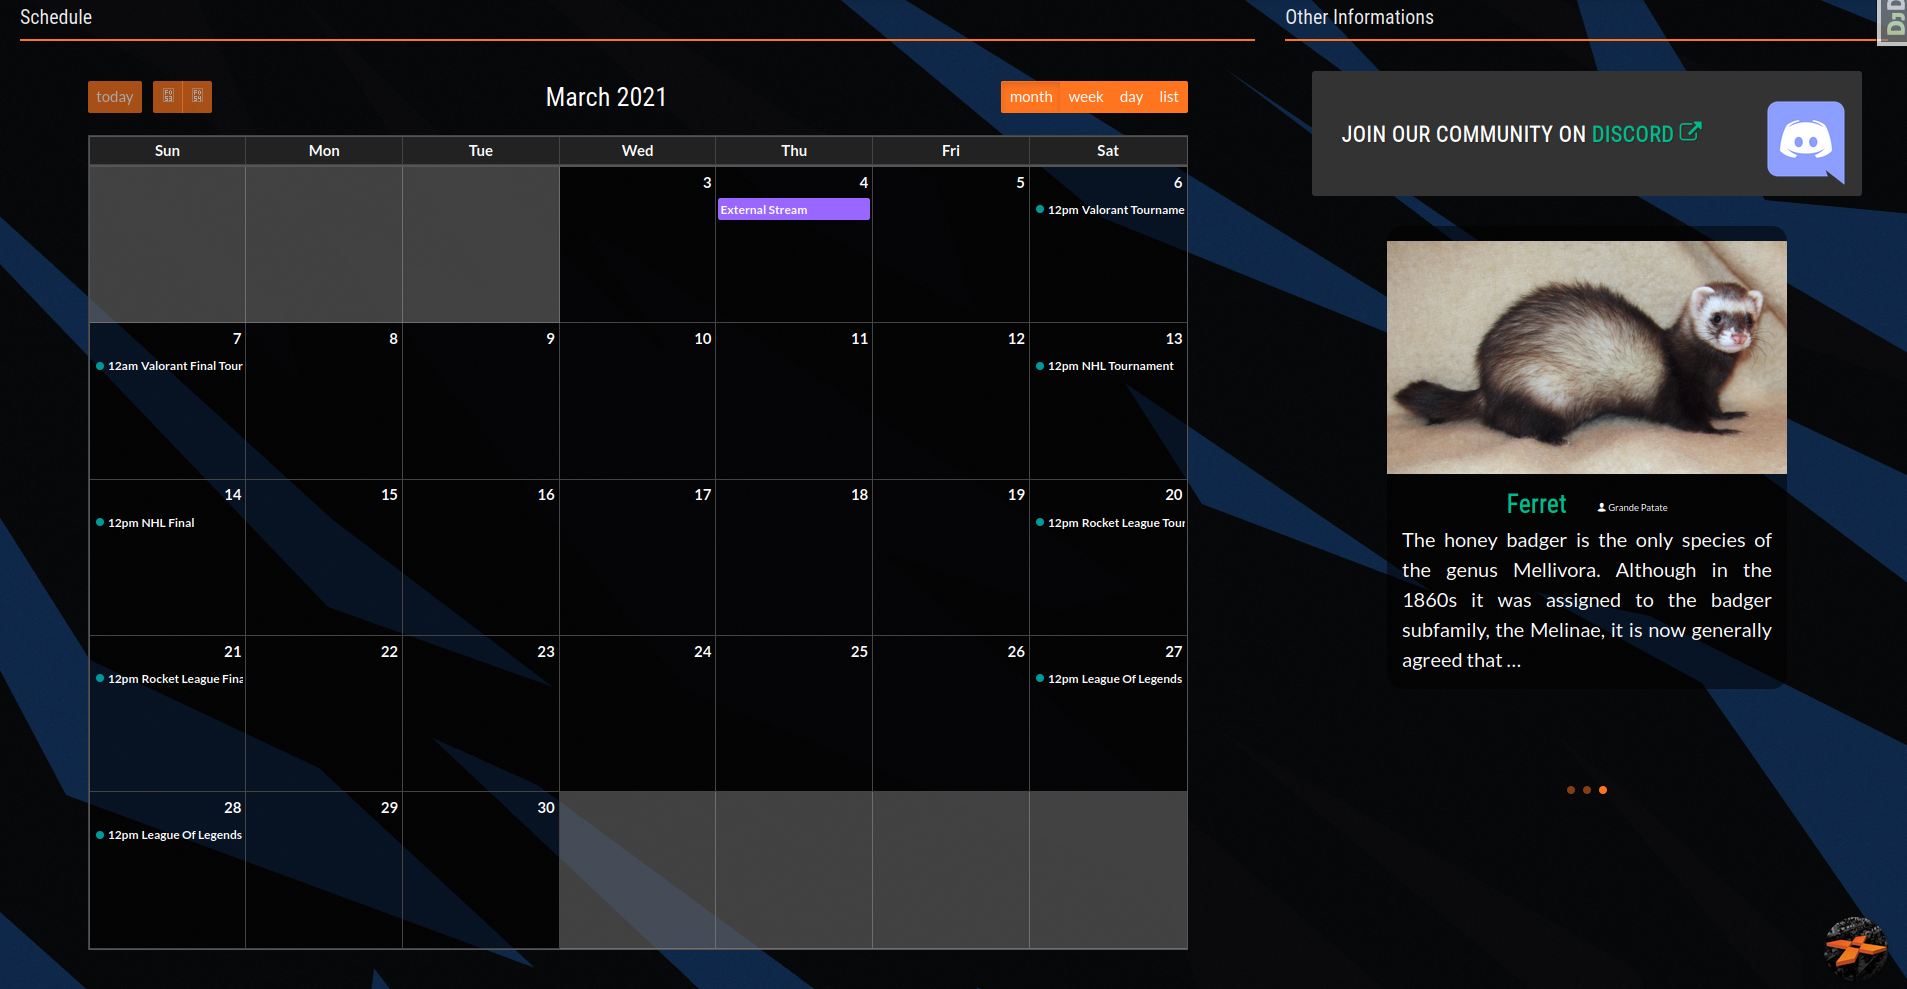 Schedule
Other Informations
DJD
today
March 2021
month week day list
Sun Mon Tue Wed Thu Fri Sat
3 4 5 6
External Stream
12pm Valorant Tourname
7 8 9 10 11 12 13
12am Valorant Final Tour
12pm NHL Tournament
14 15 16 17 18 19 20
12pm NHL Final
12pm Rocket League Tour
21 22 23 24 25 26 27
12pm Rocket League Fina
12pm League Of Legends
28 29 30
12pm League Of Legends
JOIN OUR COMMUNITY ON DISCORD
Ferret Grande Patate
The honey badger is the only species of
the genus Mellivora. Although in the
1860s it was assigned to the badger
subfamily, the Melinae, it is now generally
agreed that ...